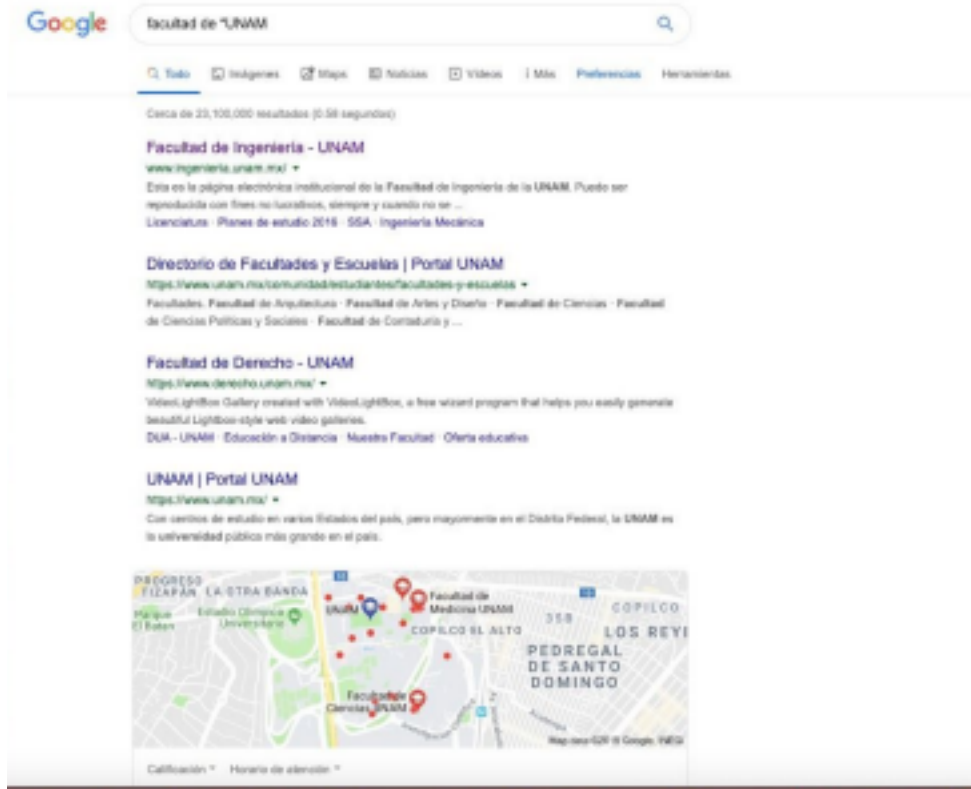 Google
facultad de "UNAM
Todo Imágenes Maps Noticias Videos Más Preferencias Herramientas
Cerca de 23,100,000 resultados (0.58 segundos)
Facultad de Ingeniería - UNAM
www.ingenieria.unam.mx/
Esta es la página electrónica institucional de la Facultad de Ingeniería de la UNAM. Puede ser
reproducida con fines no lucrativos, siempre y cuando no se ...
Licenciatura · Planes de estudio 2016 · SSA · Ingeniería Mecánica
Directorio de Facultades y Escuelas | Portal UNAM
https://www.unam.mx/comunidad/estudiantes/facultades-y-escuelas
Facultades. Facultad de Arquitectura · Facultad de Artes y Diseño · Facultad de Ciencias · Facultad
de Ciencias Políticas y Sociales · Facultad de Contaduría y ...
Facultad de Derecho - UNAM
https://www.derecho.unam.mx/
VideoLightBox Gallery created with VideoLightBox, a free wizard program that helps you easily generate
beautiful Lightbox-style web video galleries.
DUA - UNAM · Educación a Distancia · Nuestra Facultad · Oferta educativa
UNAM | Portal UNAM
https://www.unam.mx/
Con centros de estudio en varios Estados del país, pero mayormente en el Distrito Federal, la UNAM es
la universidad pública más grande en el país.
PROGRESO
TIZAPÁN LA OTRA BANDA
Parque
El Batan
Estadio Olímpico
Universitario
UNAM
Facultad de
Medicina UNAM
COPILCO EL ALTO
358
COPILCO
LOS REYE
PEDREGAL
DE SANTO
DOMINGO
Facultad de
Ciencias, UNAM
Map data ©2019 Google, INEGI
Calificación Horario de atención